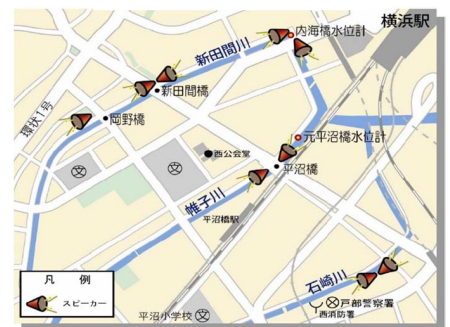 横浜駅
内海橋水位計
新田間川
新田間橋
環状1号
岡野橋
元平沼橋水位計
文
西公会堂
文
平沼橋
帷子川
平沼橋駅
石崎川
凡 例
スピーカー
戸部警察署
西消防署
平沼小学校
文